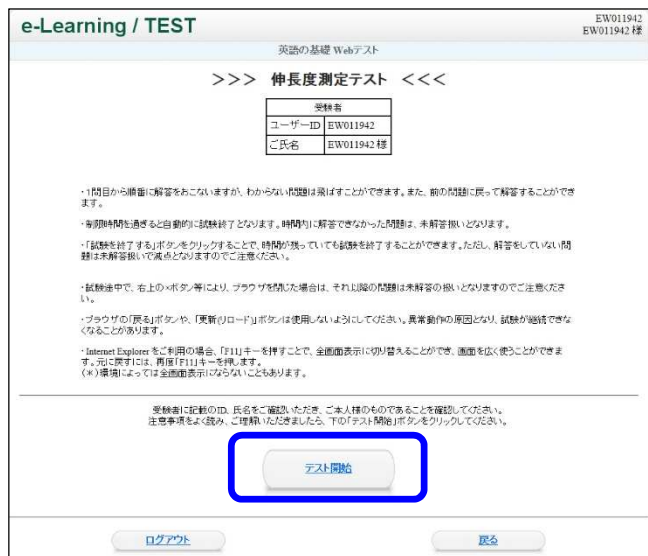 e-Learning / TEST
EW011942
EW011942 様
英語の基礎 Webテスト
>>> 伸長度測定テスト <<<
受験者
ユーザーID EW011942
ご氏名 EW011942 様
・1問目から順番に解答をおこないますが、わからない問題は飛ばすことができます。また、前の問題に戻って解答することができ
ます。
・制限時間を過ぎると自動的に試験終了となります。時間内に解答できなかった問題は、未解答扱いとなります。
・「試験を終了する」ボタンをクリックすることで、時間が残っていても試験を終了することができます。ただし、解答をしていない問
題は未解答扱いで減点となりますのでご注意ください。
・試験途中で、右上の×ボタン等により、ブラウザを閉じた場合は、それ以降の問題は未解答の扱いとなりますのでご注意くださ
い。
・ブラウザの「戻る」ボタンや、「更新(リロード)」ボタンは使用しないようにしてください。異常動作の原因となり、試験が継続できな
くなることがあります。
・Internet Explorer をご利用の場合、「F11」キーを押すことで、全画面表示に切り替えることができ、画面を広く使うことができま
す。元に戻すには、再度「F11」キーを押します。
(*)環境によっては全画面表示にならないこともあります。
受験者に記載のID、氏名をご確認いただき、ご本人様のものであることを確認してください。
注意事項をよく読み、ご理解いただきましたら、下の「テスト開始」ボタンをクリックしてください。
テスト開始
ログアウト
戻る